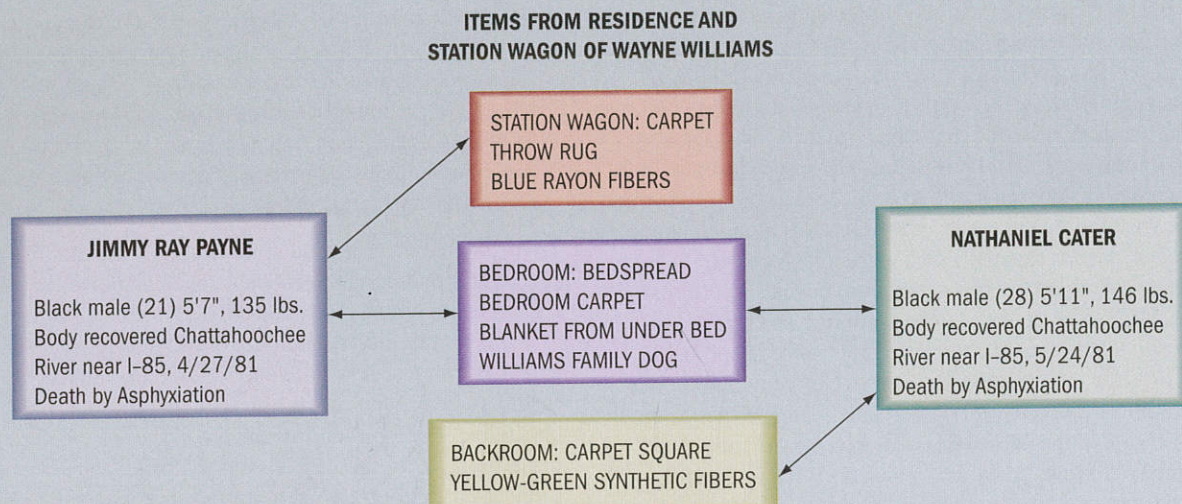 ITEMS FROM RESIDENCE AND
STATION WAGON OF WAYNE WILLIAMS
STATION WAGON: CARPET
THROW RUG
BLUE RAYON FIBERS
JIMMY RAY PAYNE
Black male (21) 5'7", 135 lbs.
Body recovered Chattahoochee
River near I–85, 4/27/81
Death by Asphyxiation
BEDROOM: BEDSPREAD
BEDROOM CARPET
BLANKET FROM UNDER BED
WILLIAMS FAMILY DOG
NATHANIEL CATER
Black male (28) 5'11", 146 lbs.
Body recovered Chattahoochee
River near I–85, 5/24/81
Death by Asphyxiation
BACKROOM: CARPET SQUARE
YELLOW-GREEN SYNTHETIC FIBERS